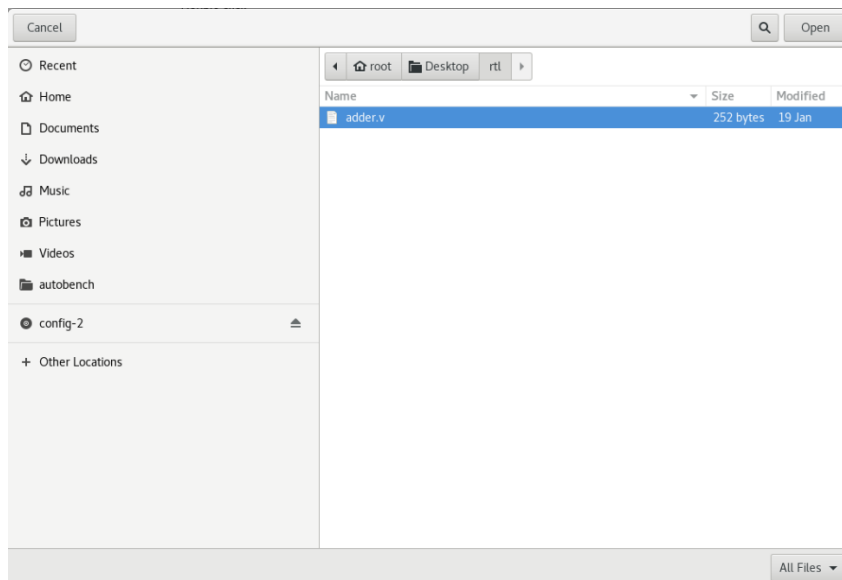 Cancel
Open
Recent
Home
Documents
Downloads
Music
Pictures
Videos
autobench
config-2
+ Other Locations
root Desktop rtl
Name Size Modified
adder.v 252 bytes 19 Jan
All Files